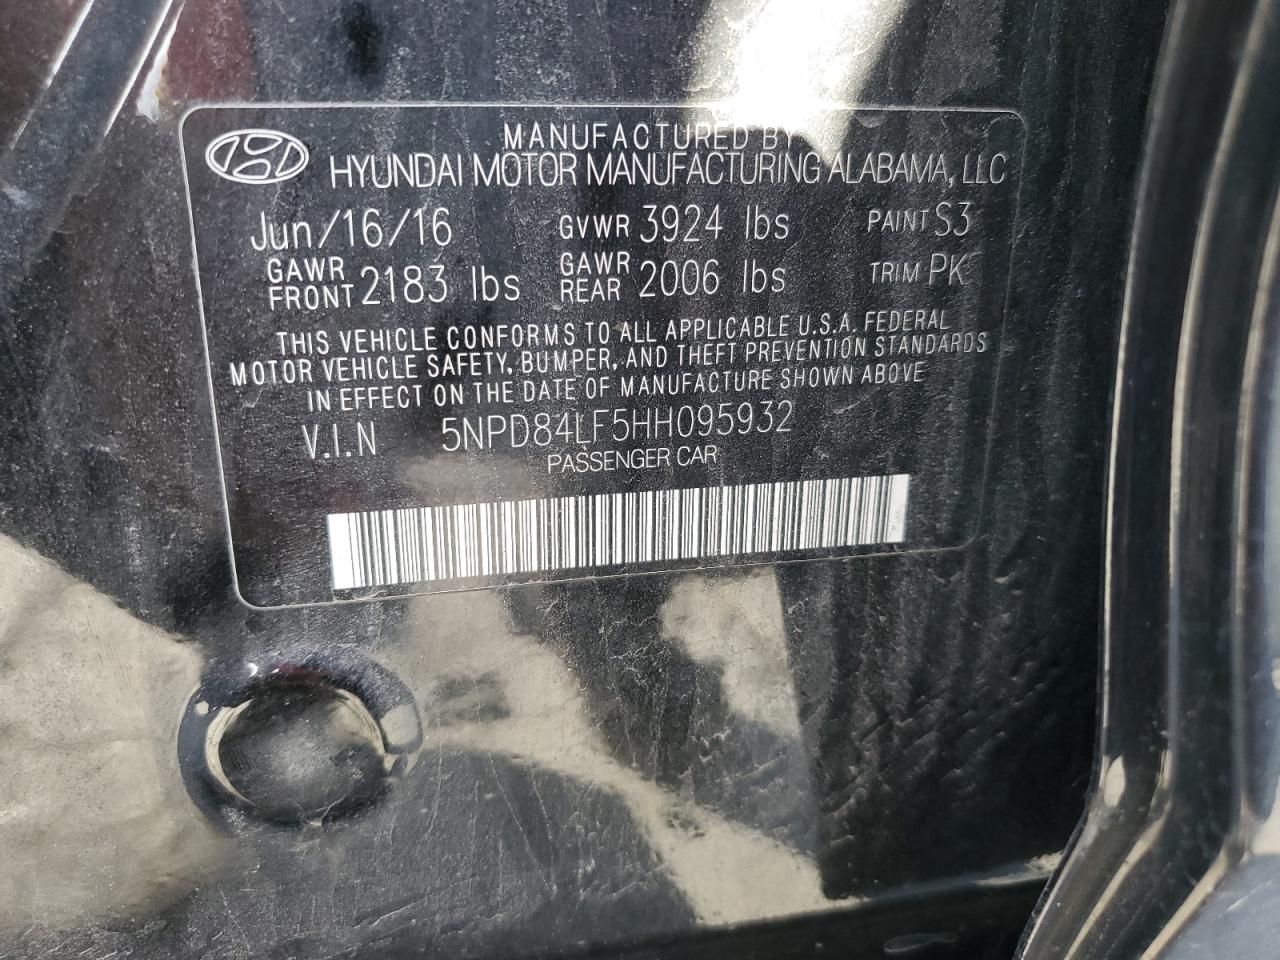 MANUFACTURED BY
HYUNDAI MOTOR MANUFACTURING ALABAMA, LLC
Jun/16/16 GVWR 3924 lbs PAINT S3
GAWR FRONT 2183 lbs GAWR REAR 2006 lbs TRIM PK
THIS VEHICLE CONFORMS TO ALL APPLICABLE U.S.A. FEDERAL
MOTOR VEHICLE SAFETY, BUMPER, AND THEFT PREVENTION STANDARDS
IN EFFECT ON THE DATE OF MANUFACTURE SHOWN ABOVE
V.I.N 5NPD84LF5HH095932
PASSENGER CAR